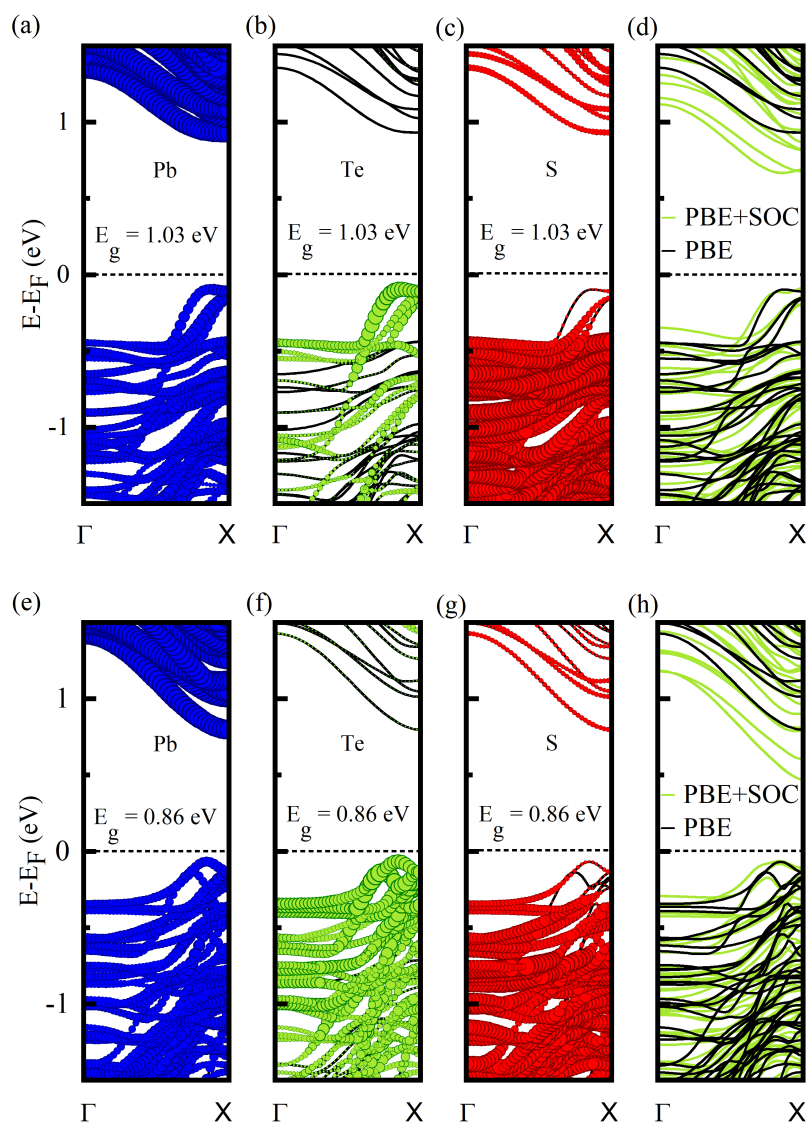 (a) (b) (c) (d)
1
Pb Te S
PBE+SOC
E_g = 1.03 eV E_g = 1.03 eV E_g = 1.03 eV PBE
0
E-E_F (eV)
-1
Γ X Γ X Γ X Γ X
(e) (f) (g) (h)
1
Pb Te S
PBE+SOC
E_g = 0.86 eV E_g = 0.86 eV E_g = 0.86 eV PBE
0
E-E_F (eV)
-1
Γ X Γ X Γ X Γ X